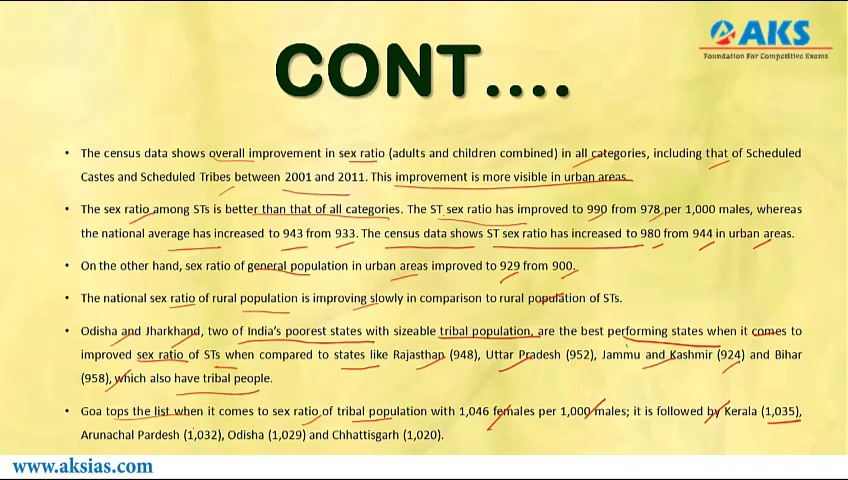 AKS
Foundation For Competitive Exams
CONT....
• The census data shows overall improvement in sex ratio (adults and children combined) in all categories, including that of Scheduled
Castes and Scheduled Tribes between 2001 and 2011. This improvement is more visible in urban areas.
• The sex ratio among STs is better than that of all categories. The ST sex ratio has improved to 990 from 978 per 1,000 males, whereas
the national average has increased to 943 from 933. The census data shows ST sex ratio has increased to 980 from 944 in urban areas.
• On the other hand, sex ratio of general population in urban areas improved to 929 from 900.
• The national sex ratio of rural population is improving slowly in comparison to rural population of STs.
• Odisha and Jharkhand, two of India's poorest states with sizeable tribal population, are the best performing states when it comes to
improved sex ratio of STs when compared to states like Rajasthan (948), Uttar Pradesh (952), Jammu and Kashmir (924) and Bihar
(958), which also have tribal people.
• Goa tops the list when it comes to sex ratio of tribal population with 1,046 females per 1,000 males; it is followed by Kerala (1,035),
Arunachal Pardesh (1,032), Odisha (1,029) and Chhattisgarh (1,020).
www.aksias.com